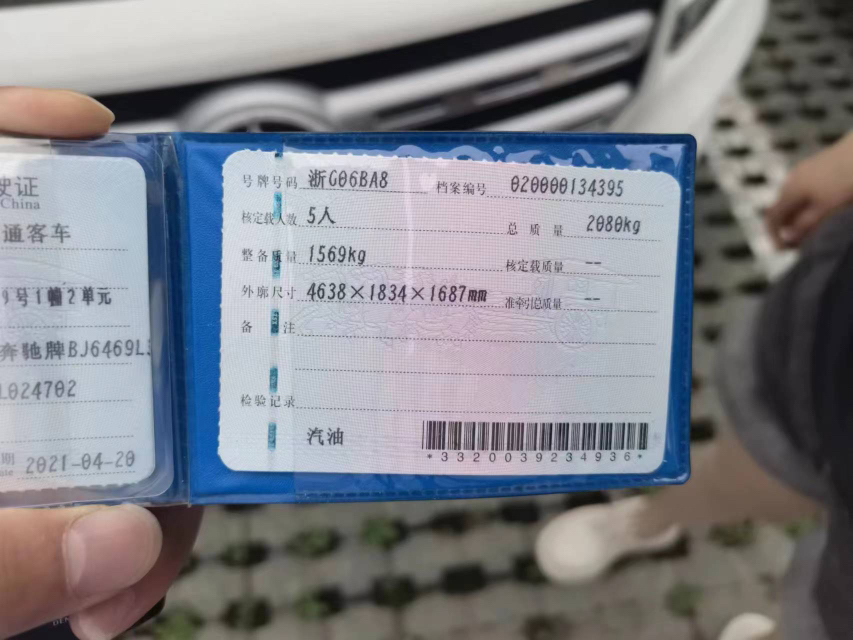 驶证
China
通客车
9号1幢2单元
奔驰牌BJ6469L
L024702
期 2021-04-20
号牌号码 浙G06BA8 档案编号 020000134395
核定载人数 5人 总质量 2080kg
整备质量 1569kg 核定载质量 --
外廓尺寸 4638×1834×1687mm 准牵引总质量 --
备注
检验记录
汽油
*3320039234936*